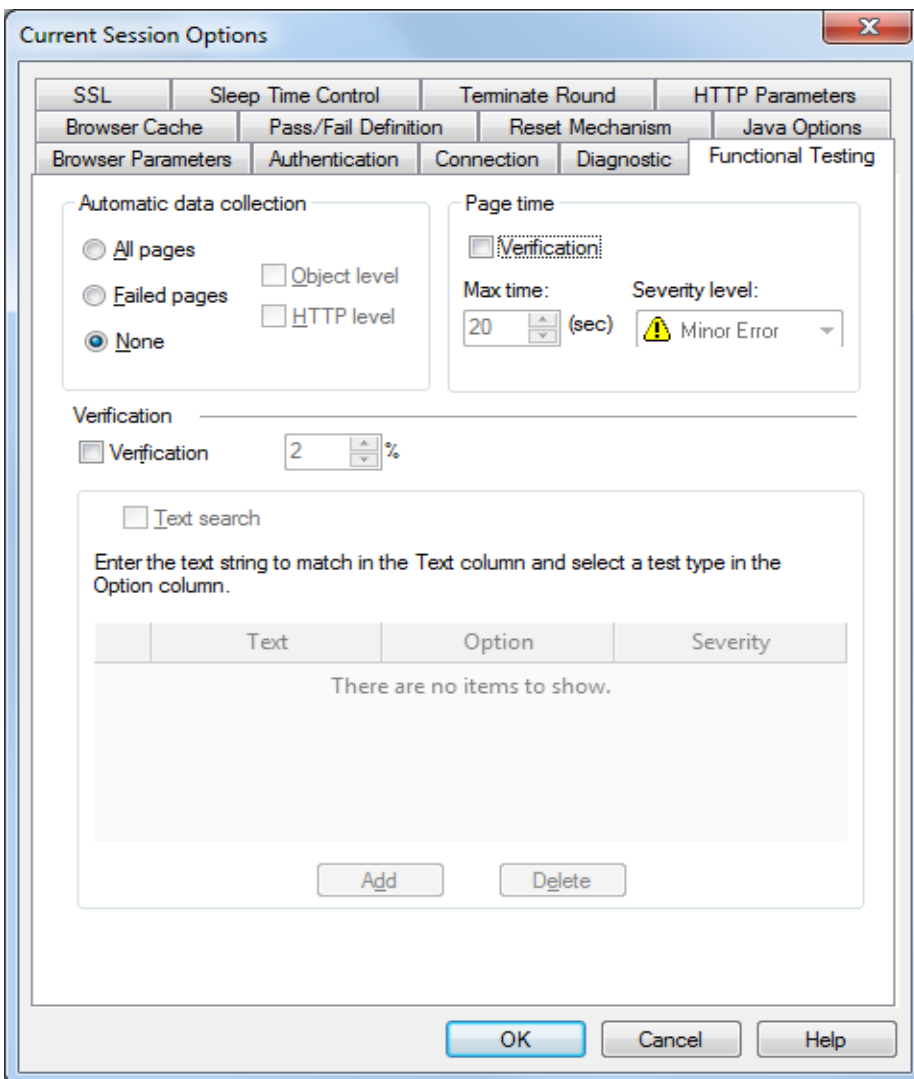 Current Session Options
SSL Sleep Time Control Terminate Round HTTP Parameters
Browser Cache Pass/Fail Definition Reset Mechanism Java Options
Browser Parameters Authentication Connection Diagnostic Functional Testing
Automatic data collection
All pages
Failed pages
None
Object level
HTTP level
Page time
Verification
Max time: Severity level:
20 (sec) Minor Error
Verification
Verification 2 %
Text search
Enter the text string to match in the Text column and select a test type in the
Option column.
Text Option Severity
There are no items to show.
Add Delete
OK Cancel Help